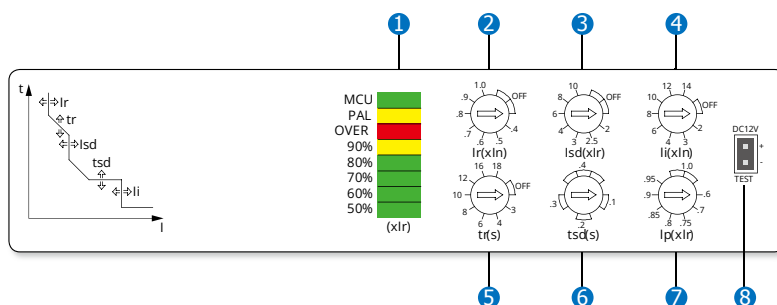 1 2 3 4
t
Ir
tr
Isd
tsd
Ii
I
MCU
PAL
OVER
90%
80%
70%
60%
50%
(xIr)
1.0 OFF
.9
.8
.7 .6 .5 .4
Ir(xIn)
10 OFF
8
6
4 3 2.5 2
Isd(xIr)
12 14
10 OFF
8
6 4 3 2
Ii(xIn)
16 18
12 OFF
10
8 6 4 3
tr(s)
.4
.3 .1
.2
tsd(s)
.95 1.0
.9 .6
.85 .8 .75 .7
Ip(xIr)
DC12V
+
-
TEST
5 6 7 8